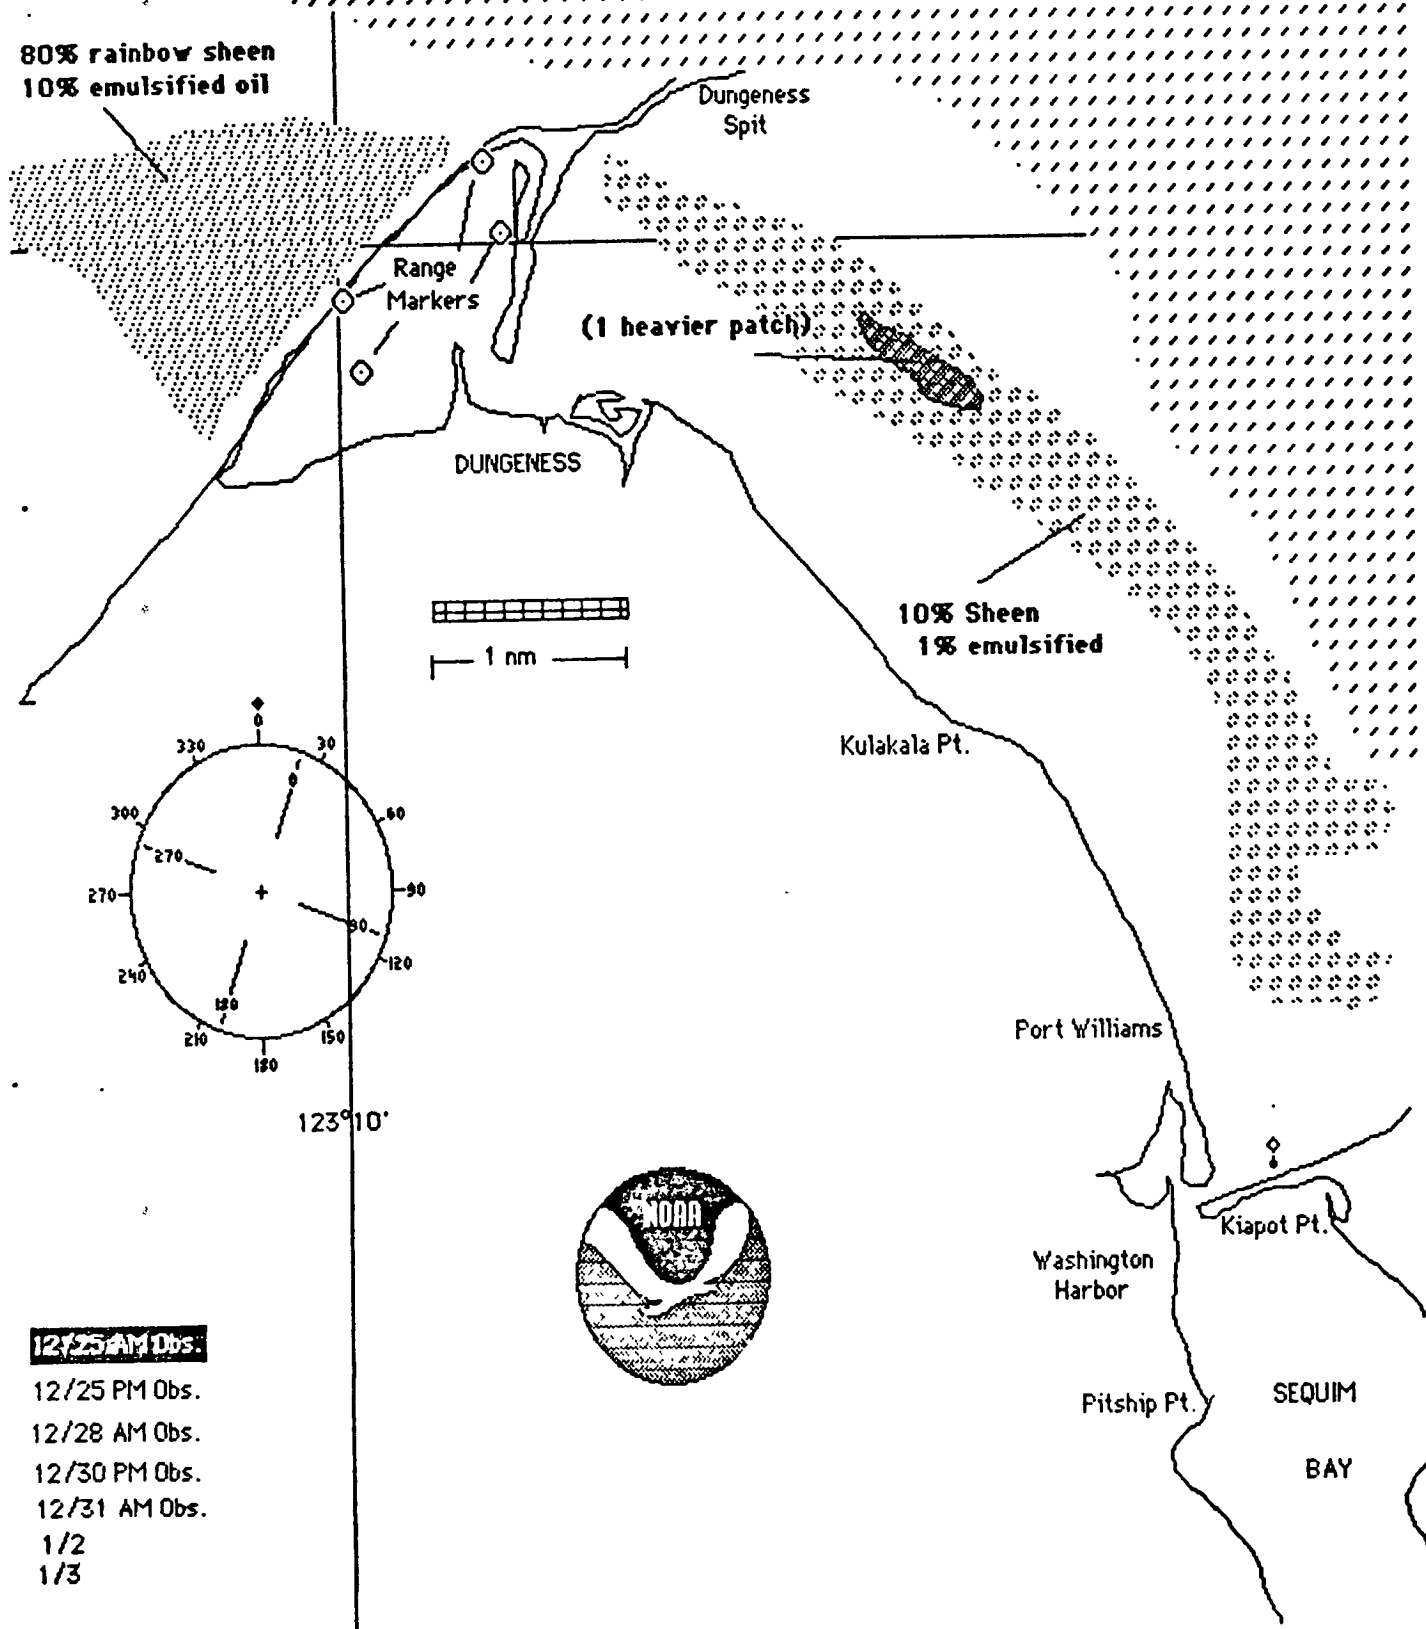 80% rainbow sheen
10% emulsified oil
Dungeness
Spit
Range
Markers
(1 heavier patch)
DUNGENESS
1 nm
10% Sheen
1% emulsified
Kulakala Pt.
0
330
30
0
300
60
270
270
90
90
240
120
180
210
150
180
Port Williams
123°10'
NOAA
Kiapot Pt.
Washington
Harbor
12/25 AM Obs.
12/25 PM Obs.
12/28 AM Obs.
12/30 PM Obs.
12/31 AM Obs.
1/2
1/3
Pitship Pt.
SEQUIM
BAY